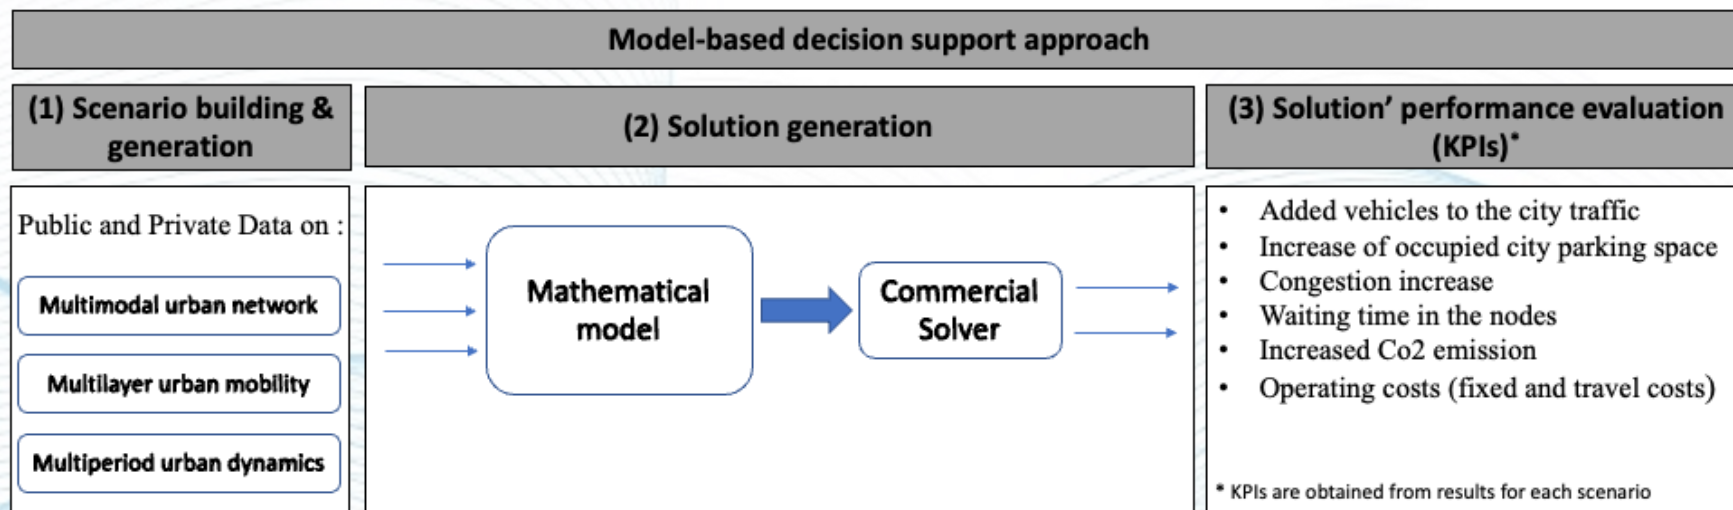 Model-based decision support approach
(1) Scenario building &
generation
(2) Solution generation
(3) Solution’ performance evaluation
(KPIs)*
Public and Private Data on :
Multimodal urban network
Multilayer urban mobility
Multiperiod urban dynamics
Mathematical
model
Commercial
Solver
• Added vehicles to the city traffic
• Increase of occupied city parking space
• Congestion increase
• Waiting time in the nodes
• Increased Co2 emission
• Operating costs (fixed and travel costs)
* KPIs are obtained from results for each scenario